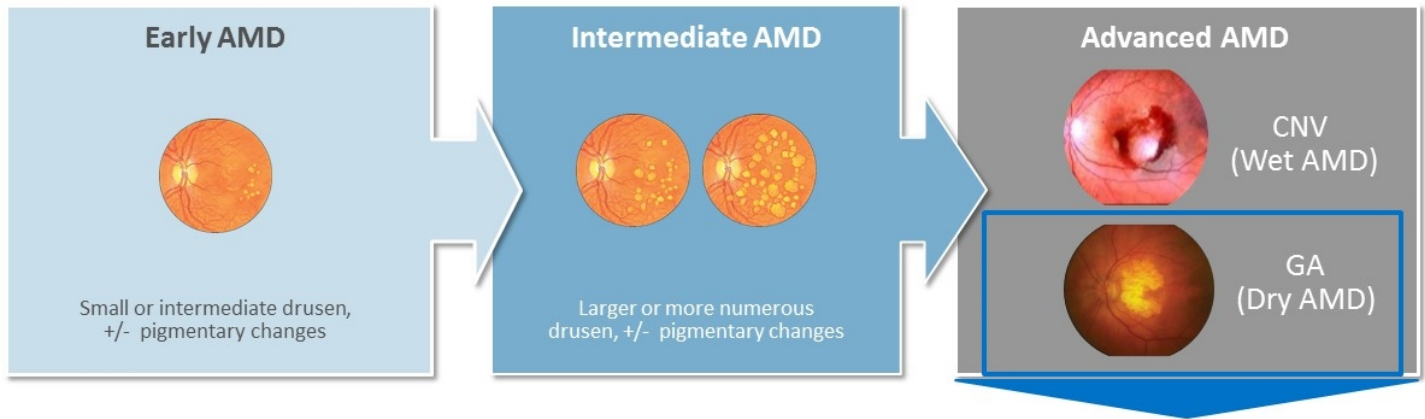 Early AMD
Small or intermediate drusen,
+/- pigmentary changes
Intermediate AMD
Larger or more numerous
drusen, +/- pigmentary changes
Advanced AMD
CNV
(Wet AMD)
GA
(Dry AMD)